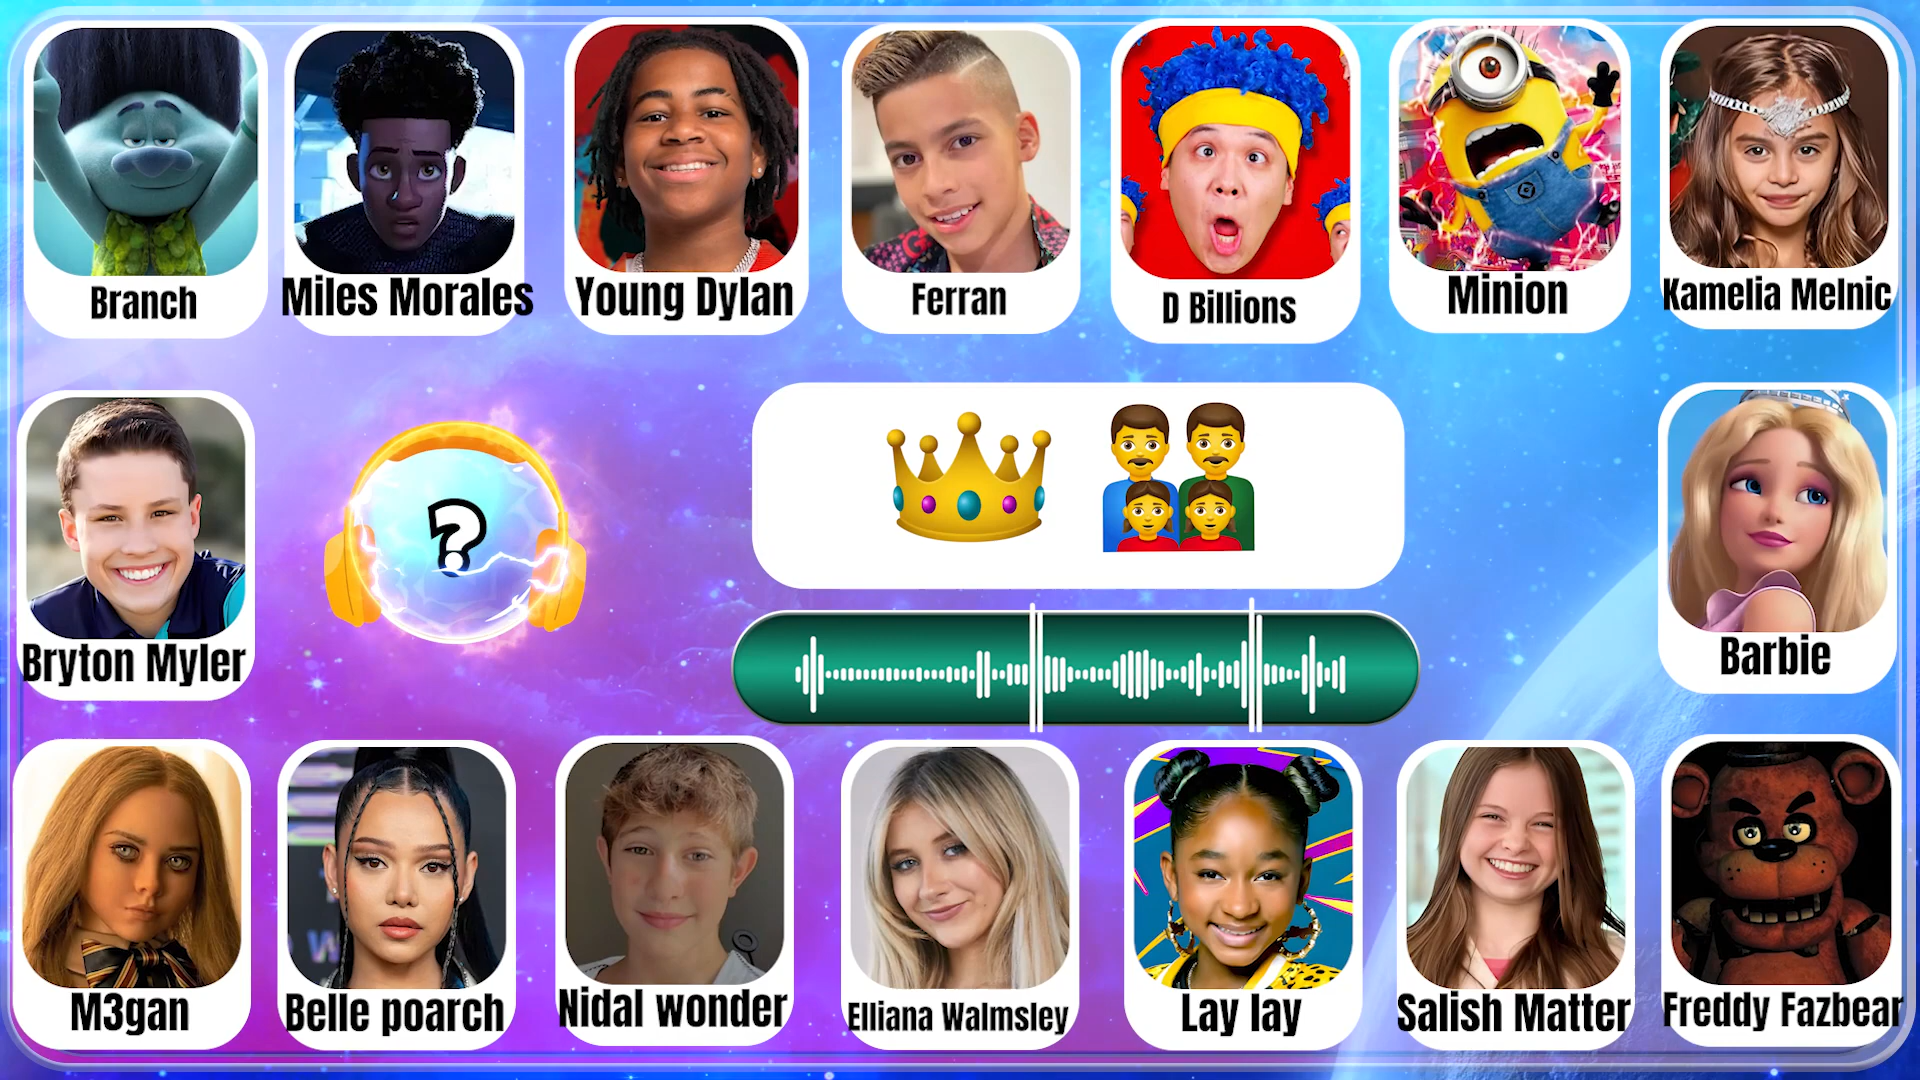 Branch
Miles Morales
Young Dylan
Ferran
D Billions
Minion
Kamelia Melnic
Bryton Myler
?
Barbie
M3gan
Belle poarch
Nidal wonder
Elliana Walmsley
Lay lay
Salish Matter
Freddy Fazbear